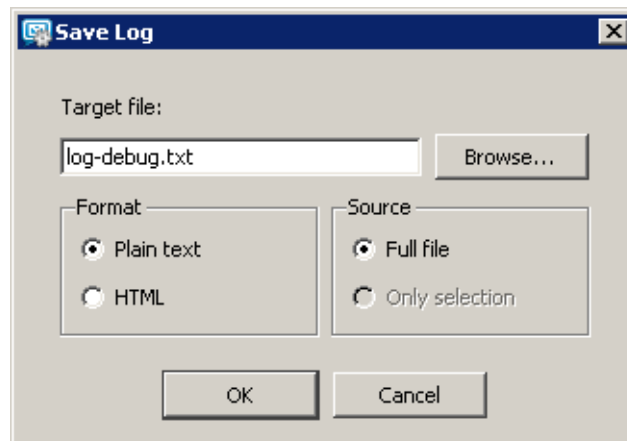 Save Log
Target file:
log-debug.txt
Browse...
Format
Plain text
HTML
Source
Full file
Only selection
OK
Cancel